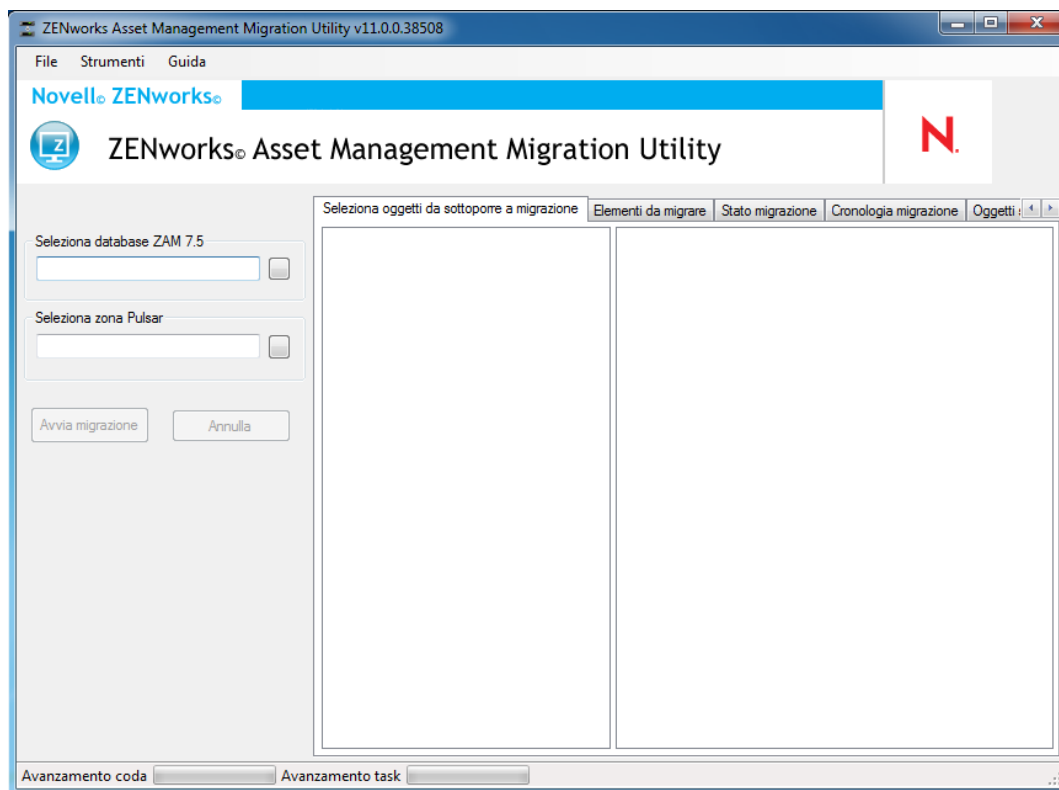 ZENworks Asset Management Migration Utility v11.0.0.38508
File Strumenti Guida
Novell© ZENworks©
Z
ZENworks© Asset Management Migration Utility
N.
Seleziona oggetti da sottoporre a migrazione Elementi da migrare Stato migrazione Cronologia migrazione Oggetti
Seleziona database ZAM 7.5
Seleziona zona Pulsar
Avvia migrazione Annulla
Avanzamento coda Avanzamento task